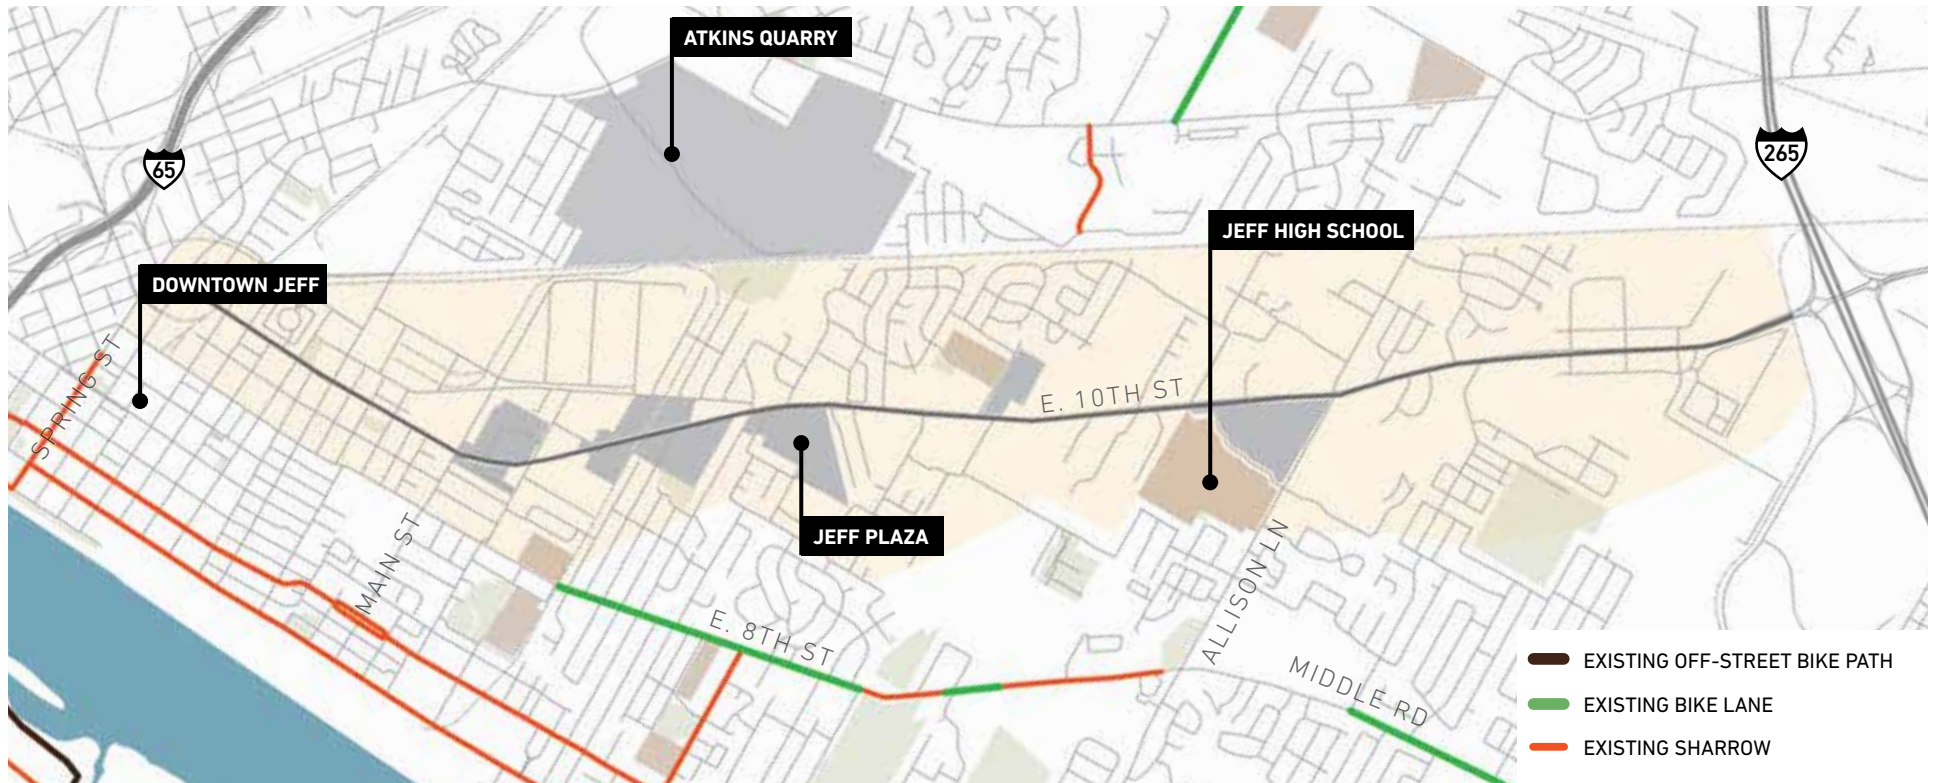 ATKINS QUARRY
65
265
JEFF HIGH SCHOOL
DOWNTOWN JEFF
SPRING ST
E. 10TH ST
JEFF PLAZA
MAIN ST
E. 8TH ST
ALLISON LN
MIDDLE RD
EXISTING OFF-STREET BIKE PATH
EXISTING BIKE LANE
EXISTING SHARROW